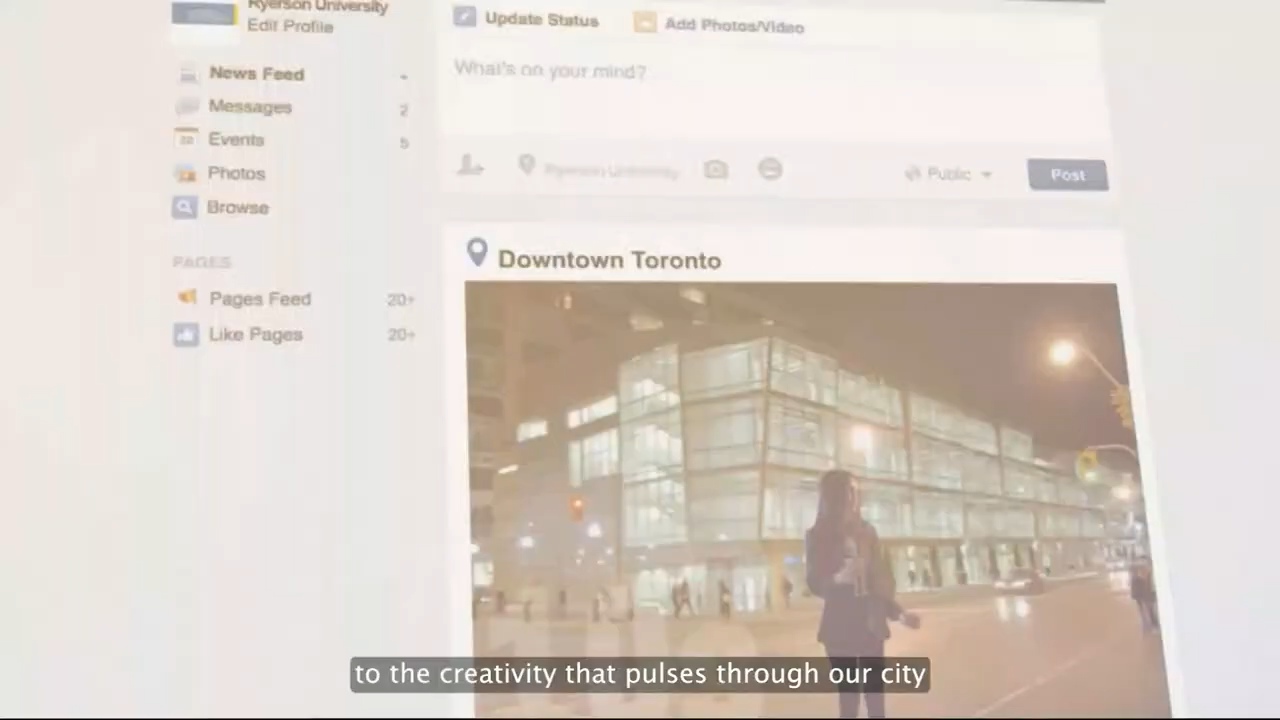 Ryerson University
Edit Profile
Update Status
Add Photos/Video
What's on your mind?
News Feed
Messages 2
Events 5
Photos
Browse
Ryerson University
Public
Post
PAGES
Pages Feed 20+
Like Pages 20+
Downtown Toronto
to the creativity that pulses through our city